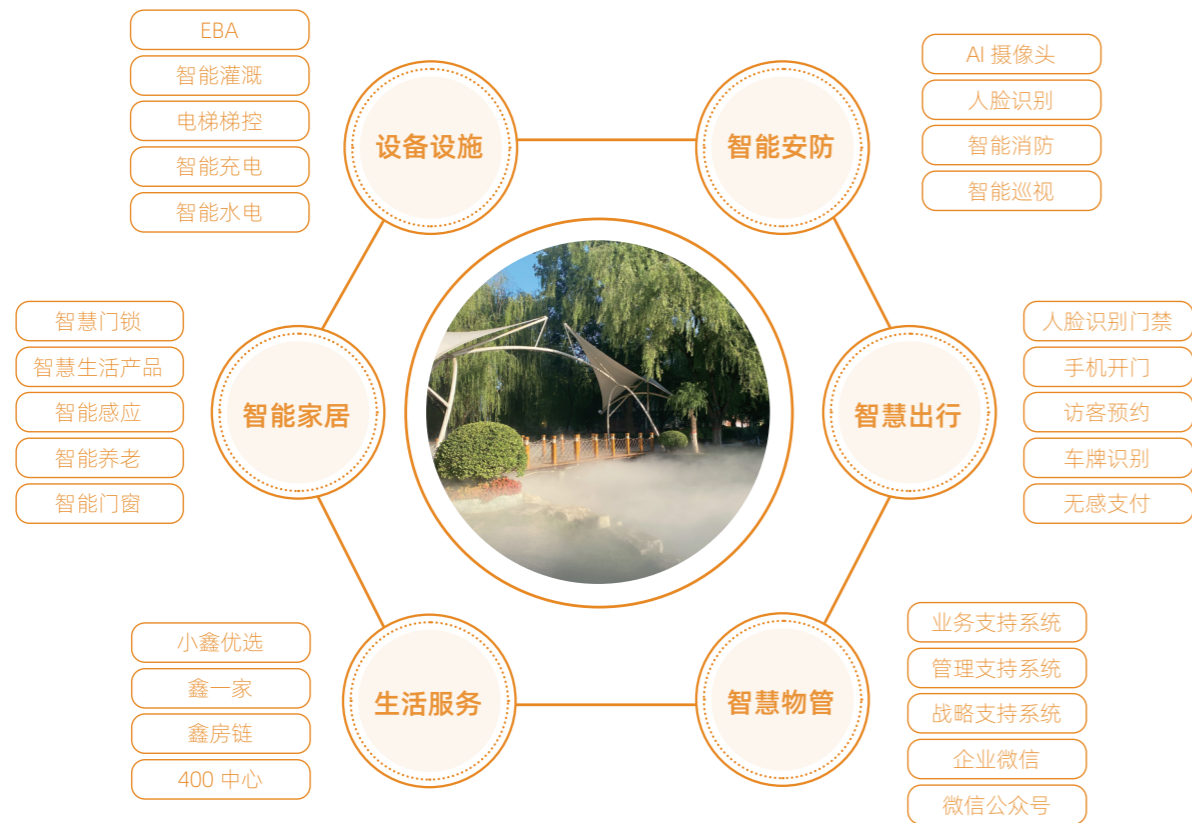 EBA
智能灌溉
电梯梯控
智能充电
智能水电
设备设施
智能安防
AI 摄像头
人脸识别
智能消防
智能巡视
智慧门锁
智慧生活产品
智能感应
智能养老
智能门窗
智能家居
智慧出行
人脸识别门禁
手机开门
访客预约
车牌识别
无感支付
小鑫优选
鑫一家
鑫房链
400 中心
生活服务
智慧物管
业务支持系统
管理支持系统
战略支持系统
企业微信
微信公众号